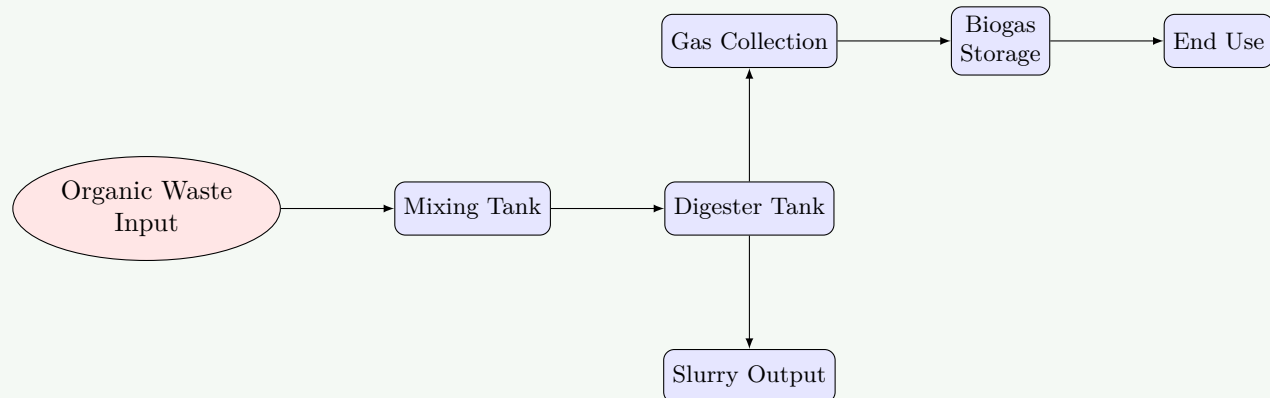 Gas Collection
Biogas
Storage
End Use
Organic Waste
Input
Mixing Tank
Digester Tank
Slurry Output